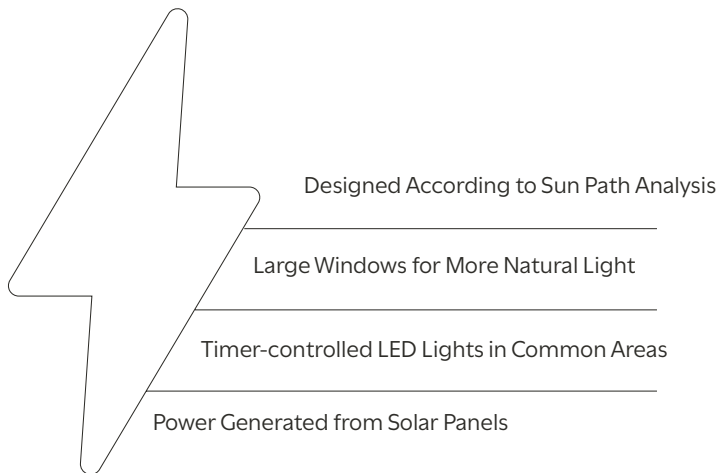 Designed According to Sun Path Analysis
Large Windows for More Natural Light
Timer-controlled LED Lights in Common Areas
Power Generated from Solar Panels